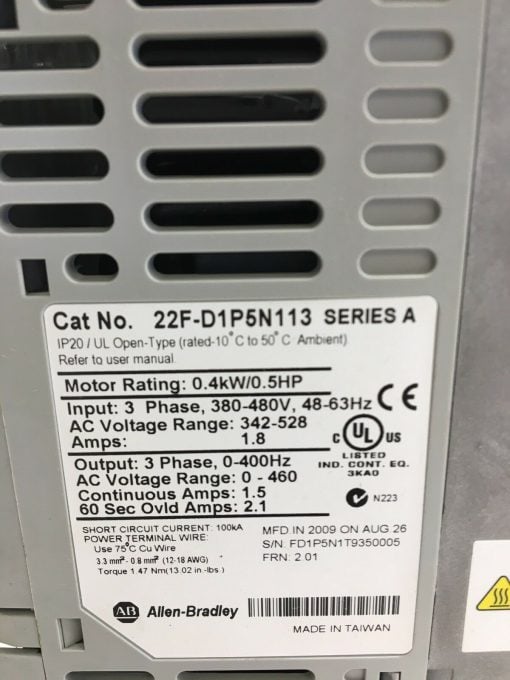 Cat No. 22F-D1P5N113 SERIES A
IP20 / UL Open-Type (rated-10°C to 50°C Ambient)
Refer to user manual.
Motor Rating: 0.4kW/0.5HP
Input: 3 Phase, 380-480V, 48-63Hz
AC Voltage Range: 342-528
Amps: 1.8
CE
C UL US
LISTED
IND. CONT. EQ.
3KA0
Output: 3 Phase, 0-400Hz
AC Voltage Range: 0 - 460
Continuous Amps: 1.5
60 Sec Ovld Amps: 2.1
N223
SHORT CIRCUIT CURRENT: 100kA
POWER TERMINAL WIRE:
Use 75°C Cu Wire
3.3 mm² - 0.8 mm² (12-18 AWG)
Torque 1.47 Nm(13.02 in -lbs )
MFD IN 2009 ON AUG 26
S/N: FD1P5N1T9350005
FRN: 2.01
AB Allen-Bradley
MADE IN TAIWAN